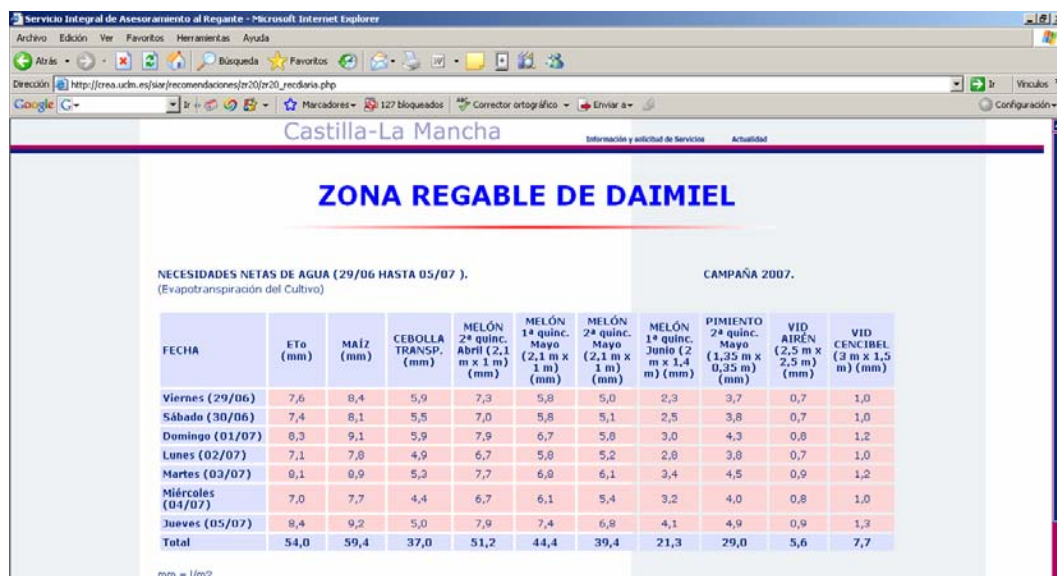 Servicio Integral de Asesoramiento al Regante - Microsoft Internet Explorer
Archivo Edición Ver Favoritos Herramientas Ayuda
Atrás Búsqueda Favoritos
Dirección http://crea.uclm.es/siar/recomendaciones/zr20/zr20_recdiaria.php Ir Vínculos
Google G Ir Marcadores 127 bloqueados Corrector ortográfico Enviar a Configuración
Castilla-La Mancha Información y solicitud de Servicios Actualidad
ZONA REGABLE DE DAIMIEL
NECESIDADES NETAS DE AGUA (29/06 HASTA 05/07 ). CAMPAÑA 2007.
(Evapotranspiración del Cultivo)
FECHA ETo (mm) MAÍZ (mm) CEBOLLA TRANSP. (mm) MELÓN 2ª quinc. Abril (2,1 m x 1 m) (mm) MELÓN 1ª quinc. Mayo (2,1 m x 1 m) (mm) MELÓN 2ª quinc. Mayo (2,1 m x 1 m) (mm) MELÓN 1ª quinc. Junio (2 m x 1,4 m) (mm) PIMIENTO 2ª quinc. Mayo (1,35 m x 0,35 m) (mm) VID AIRÉN (2,5 m x 2,5 m) (mm) VID CENCIBEL (3 m x 1,5 m) (mm)
Viernes (29/06) 7,6 8,4 5,9 7,3 5,8 5,0 2,3 3,7 0,7 1,0
Sábado (30/06) 7,4 8,1 5,5 7,0 5,8 5,1 2,5 3,8 0,7 1,0
Domingo (01/07) 8,3 9,1 5,9 7,9 6,7 5,8 3,0 4,3 0,8 1,2
Lunes (02/07) 7,1 7,8 4,9 6,7 5,8 5,2 2,8 3,8 0,7 1,0
Martes (03/07) 8,1 8,9 5,3 7,7 6,8 6,1 3,4 4,5 0,9 1,2
Miércoles (04/07) 7,0 7,7 4,4 6,7 6,1 5,4 3,2 4,0 0,8 1,0
Jueves (05/07) 8,4 9,2 5,0 7,9 7,4 6,8 4,1 4,9 0,9 1,3
Total 54,0 59,4 37,0 51,2 44,4 39,4 21,3 29,0 5,6 7,7
mm = l/m2